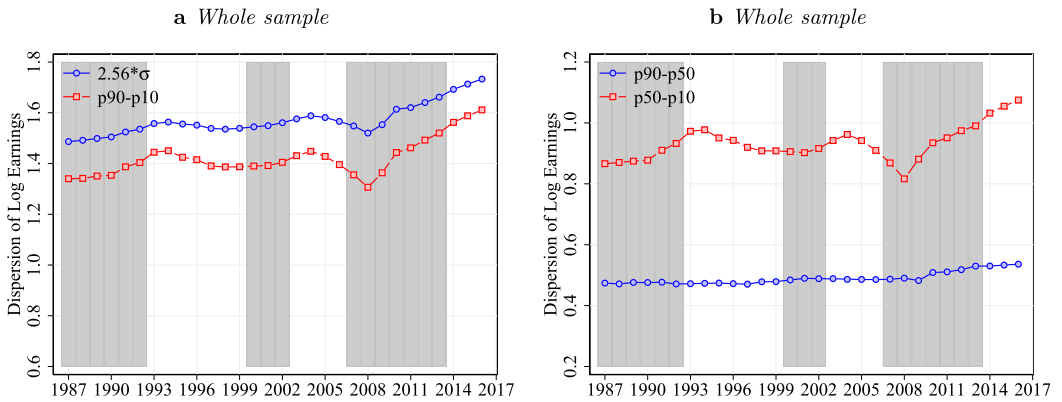 a Whole sample
Dispersion of Log Earnings
1.8
1.6
1.4
1.2
1.0
0.8
0.6
2.56*σ
p90-p10
1987 1990 1993 1996 1999 2002 2005 2008 2011 2014 2017
b Whole sample
Dispersion of Log Earnings
1.2
1.0
0.8
0.6
0.4
0.2
p90-p50
p50-p10
1987 1990 1993 1996 1999 2002 2005 2008 2011 2014 2017